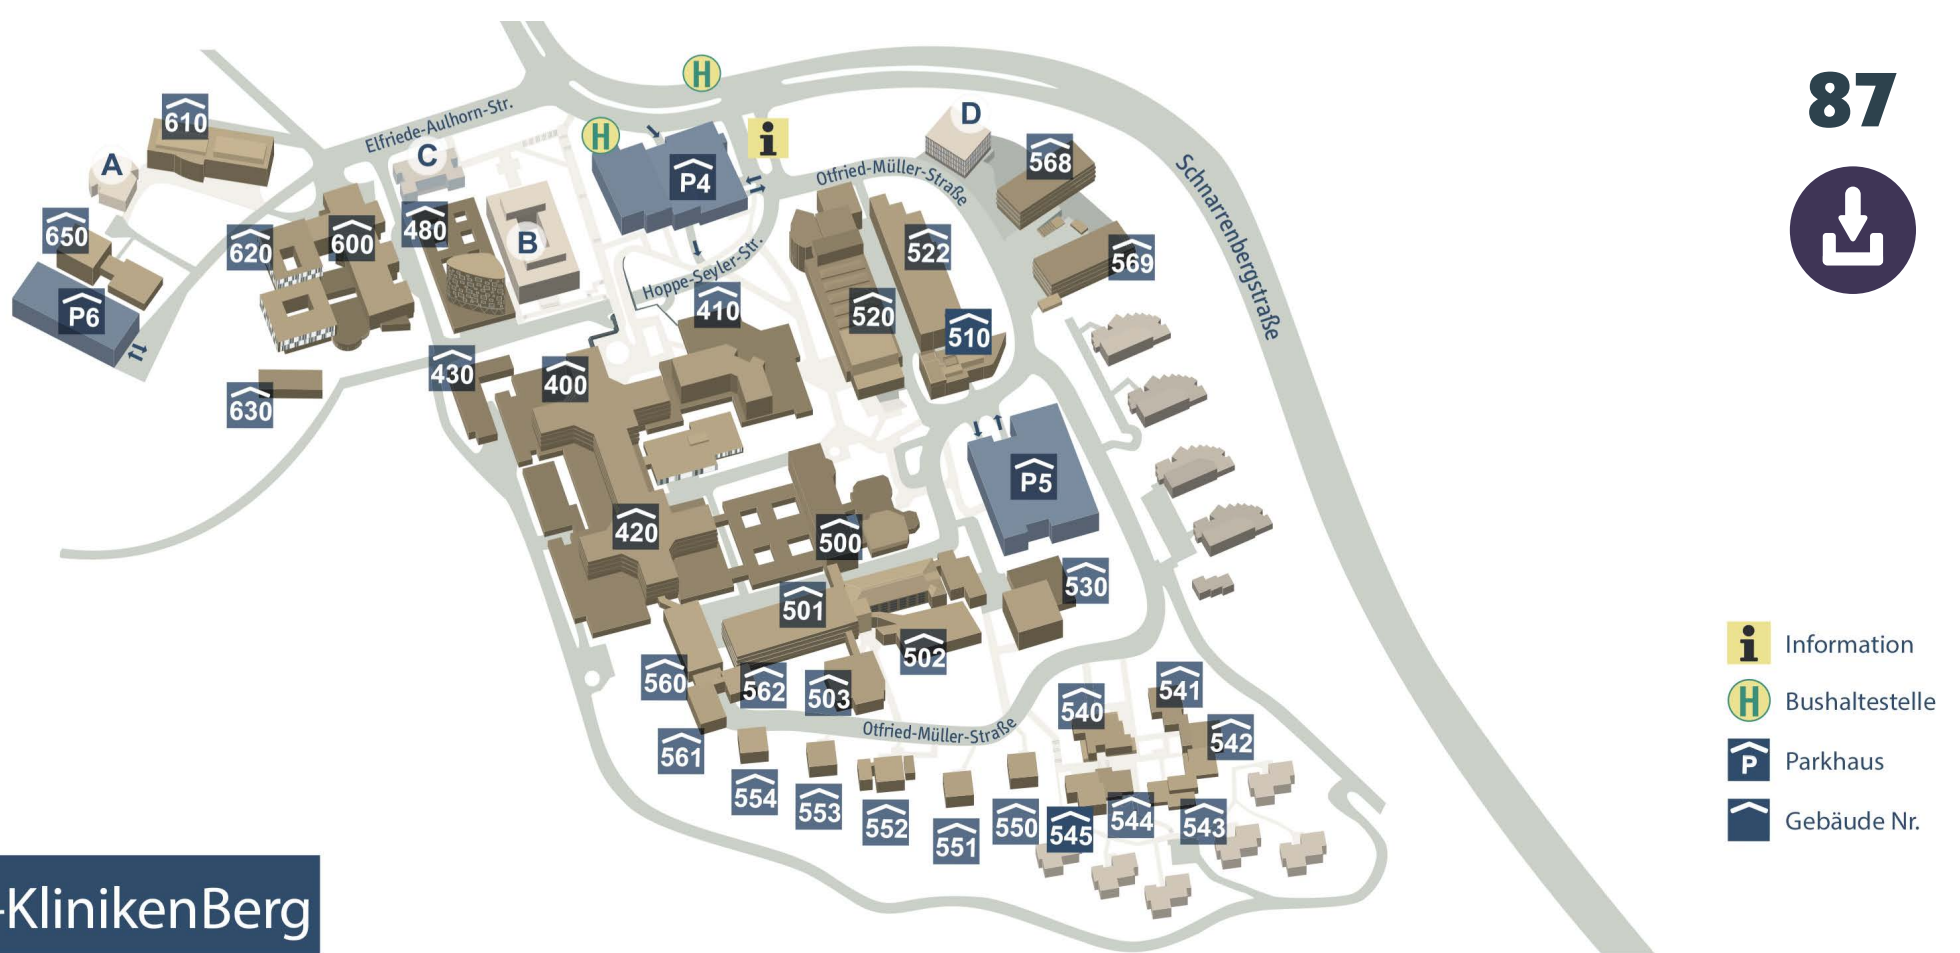 87
H
H
i
610
Elfriede-Aulhorn-Str.
A
C
D
P4
568
Otfried-Müller-Straße
Schnarrenbergstraße
650
620
600
480
B
522
569
Hoppe-Seyler-Str.
P6
410
520
510
430
400
630
P5
420
500
530
501
502
560
562
503
541
540
Otfried-Müller-Straße
542
561
554
553
552
551
550
545
544
543
i Information
H Bushaltestelle
P Parkhaus
Gebäude Nr.
-KlinikenBerg